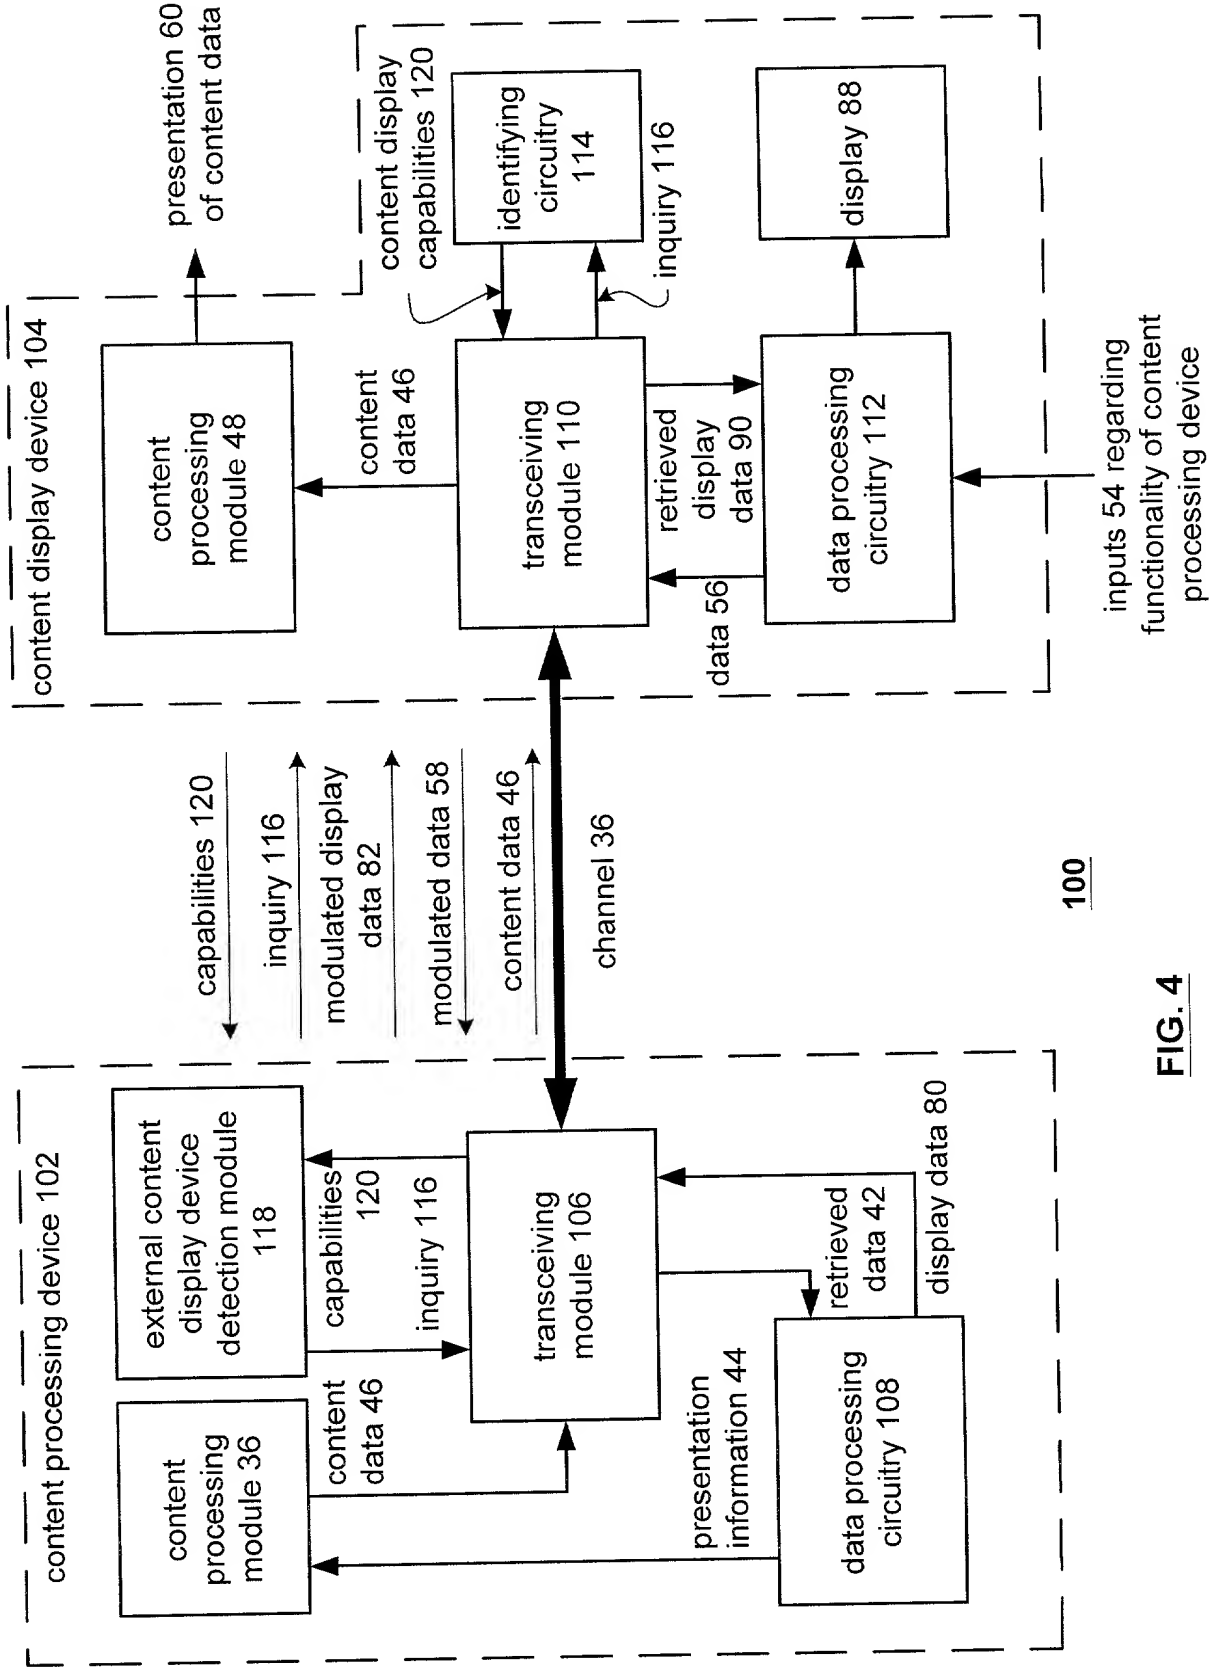 content processing device 102
content
processing
module 36
external content
display device
detection module
118
content
data 46
capabilities
120
inquiry 116
transceiving
module 106
presentation
information 44
retrieved
data 42
display data 80
data processing
circuitry 108
capabilities 120
inquiry 116
modulated display
data 82
modulated data 58
content data 46
channel 36
content display device 104
content
processing
module 48
presentation 60
of content data
content
data 46
content display
capabilities 120
identifying
circuitry
114
inquiry 116
transceiving
module 110
retrieved
display
data 90
data 56
data processing
circuitry 112
display 88
inputs 54 regarding
functionality of content
processing device
100
FIG. 4